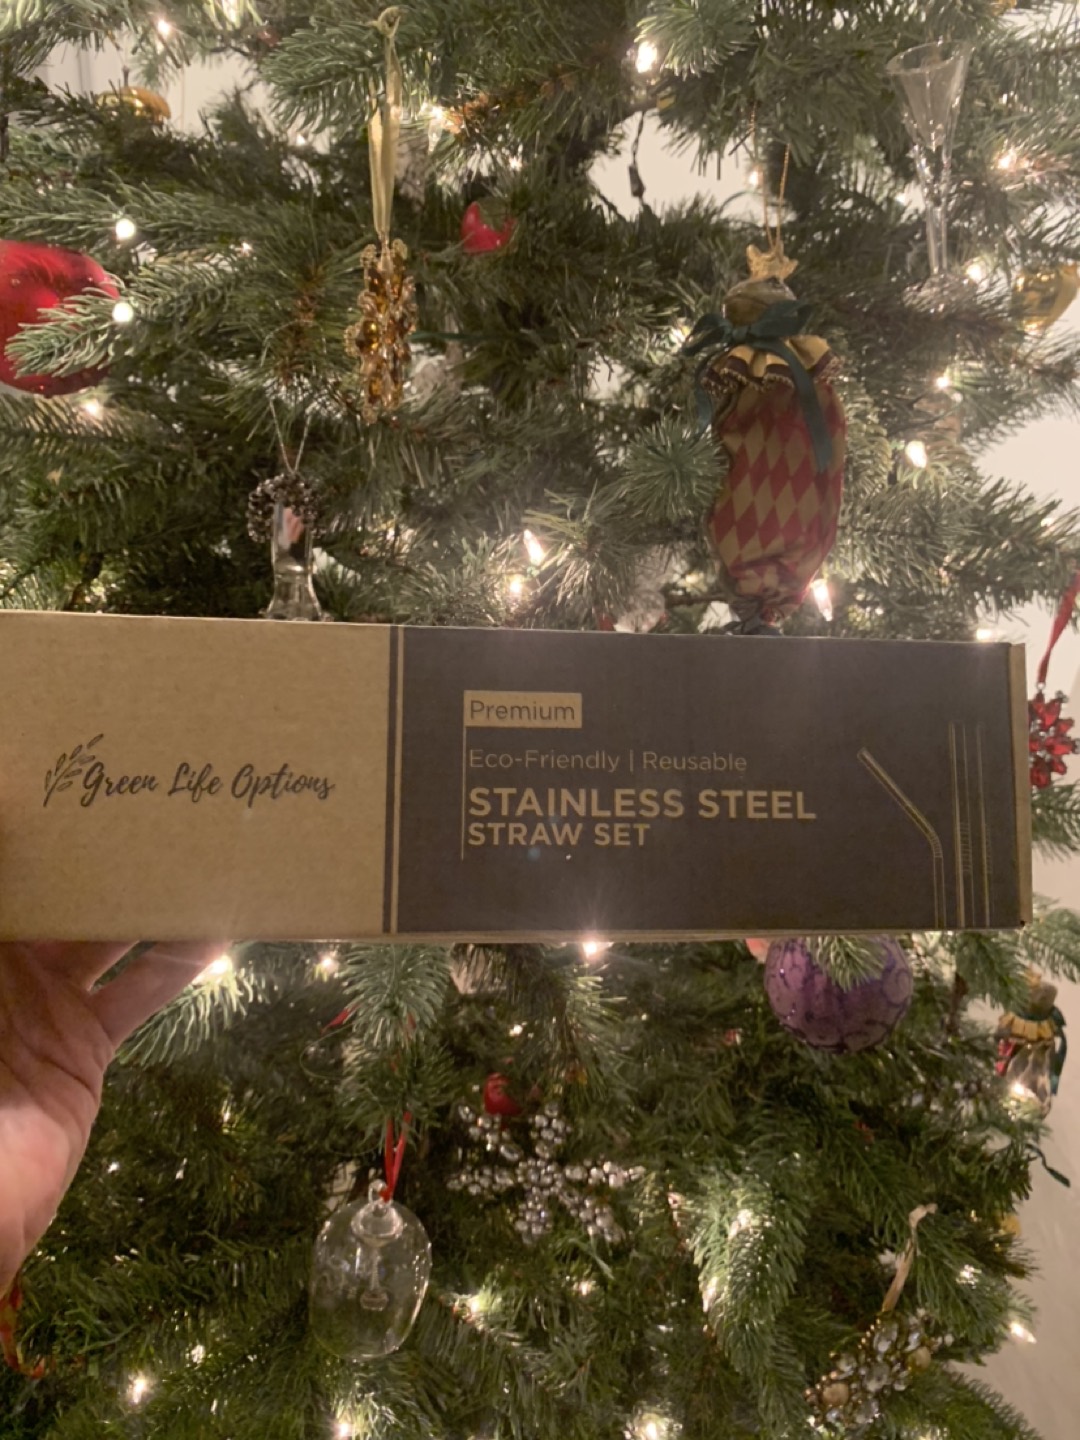 Green Life Options
Premium
Eco-Friendly | Reusable
STAINLESS STEEL
STRAW SET